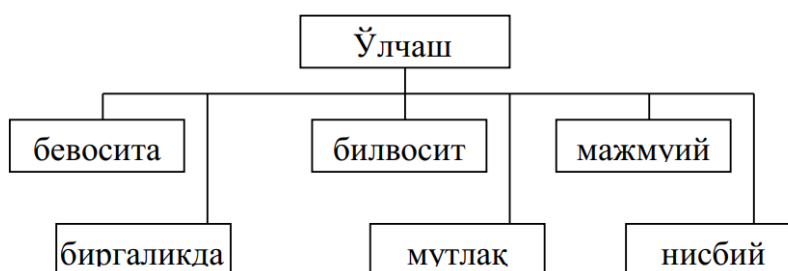 Ўлчаш
бевосита
билвосит
мажмуий
биргаликда
мутлақ
нисбий